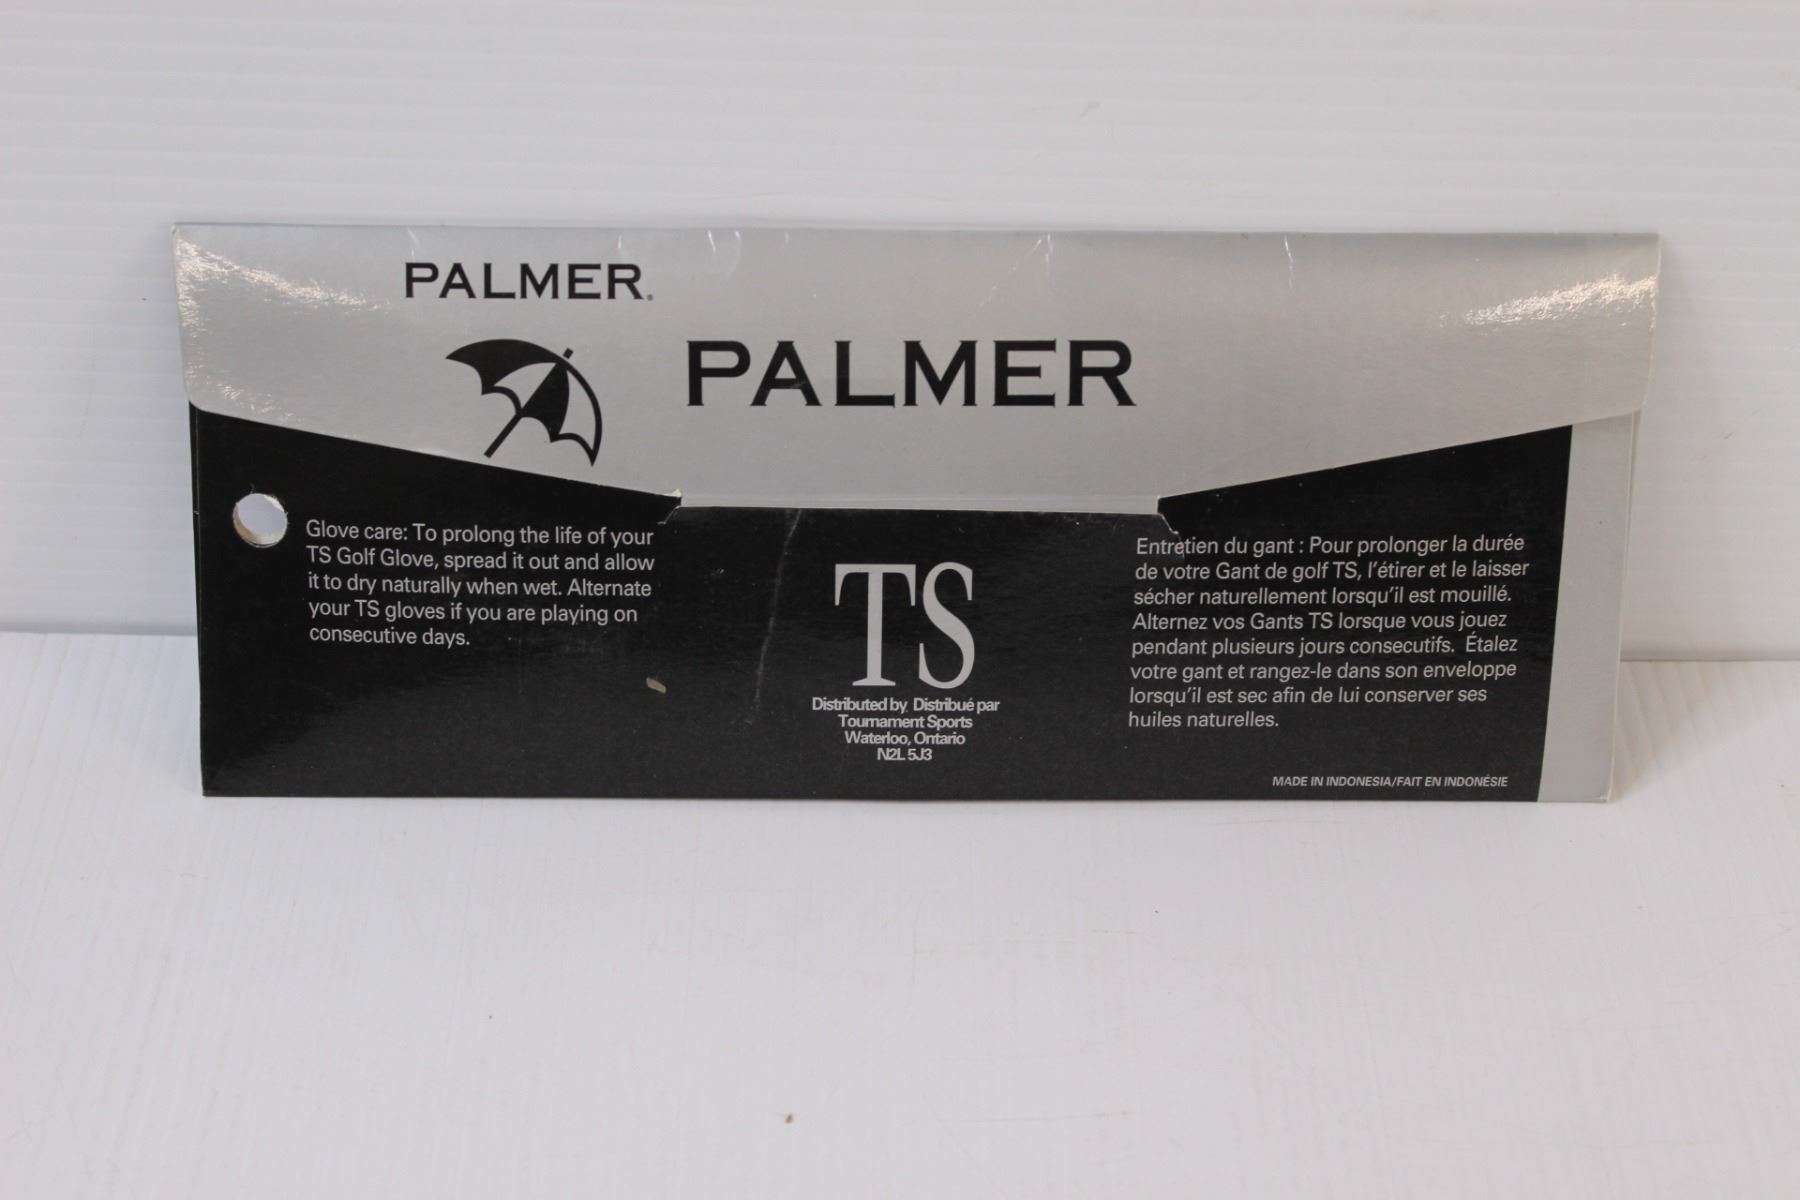 PALMER.
PALMER
Glove care: To prolong the life of your
TS Golf Glove, spread it out and allow
it to dry naturally when wet. Alternate
your TS gloves if you are playing on
consecutive days.
TS
Distributed by Distribué par
Tournament Sports
Waterloo, Ontario
N2L 5J3
Entretien du gant : Pour prolonger la durée
de votre Gant de golf TS, l'étirer et le laisser
sécher naturellement lorsqu'il est mouillé.
Alternez vos Gants TS lorsque vous jouez
pendant plusieurs jours consecutifs. Étalez
votre gant et rangez-le dans son enveloppe
lorsqu'il est sec afin de lui conserver ses
huiles naturelles.
MADE IN INDONESIA/FAIT EN INDONÉSIE